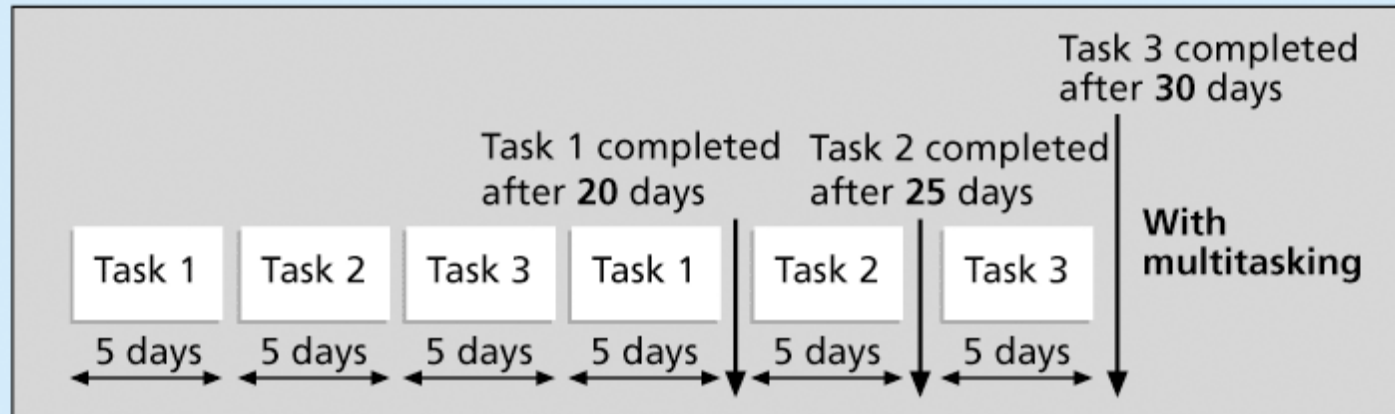 Task 3 completed
after 30 days
Task 1 completed
after 20 days
Task 2 completed
after 25 days
With
multitasking
Task 1
Task 2
Task 3
Task 1
Task 2
Task 3
5 days
5 days
5 days
5 days
5 days
5 days